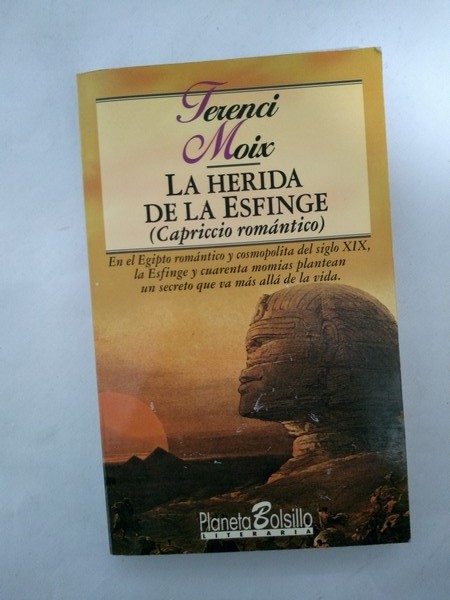 Terenci
Moix
LA HERIDA
DE LA ESFINGE
(Capriccio romántico)
En el Egipto romántico y cosmopolita del siglo XIX,
la Esfinge y cuarenta momias plantean
un secreto que va más allá de la vida.
Planeta Bolsillo
LITERARIA